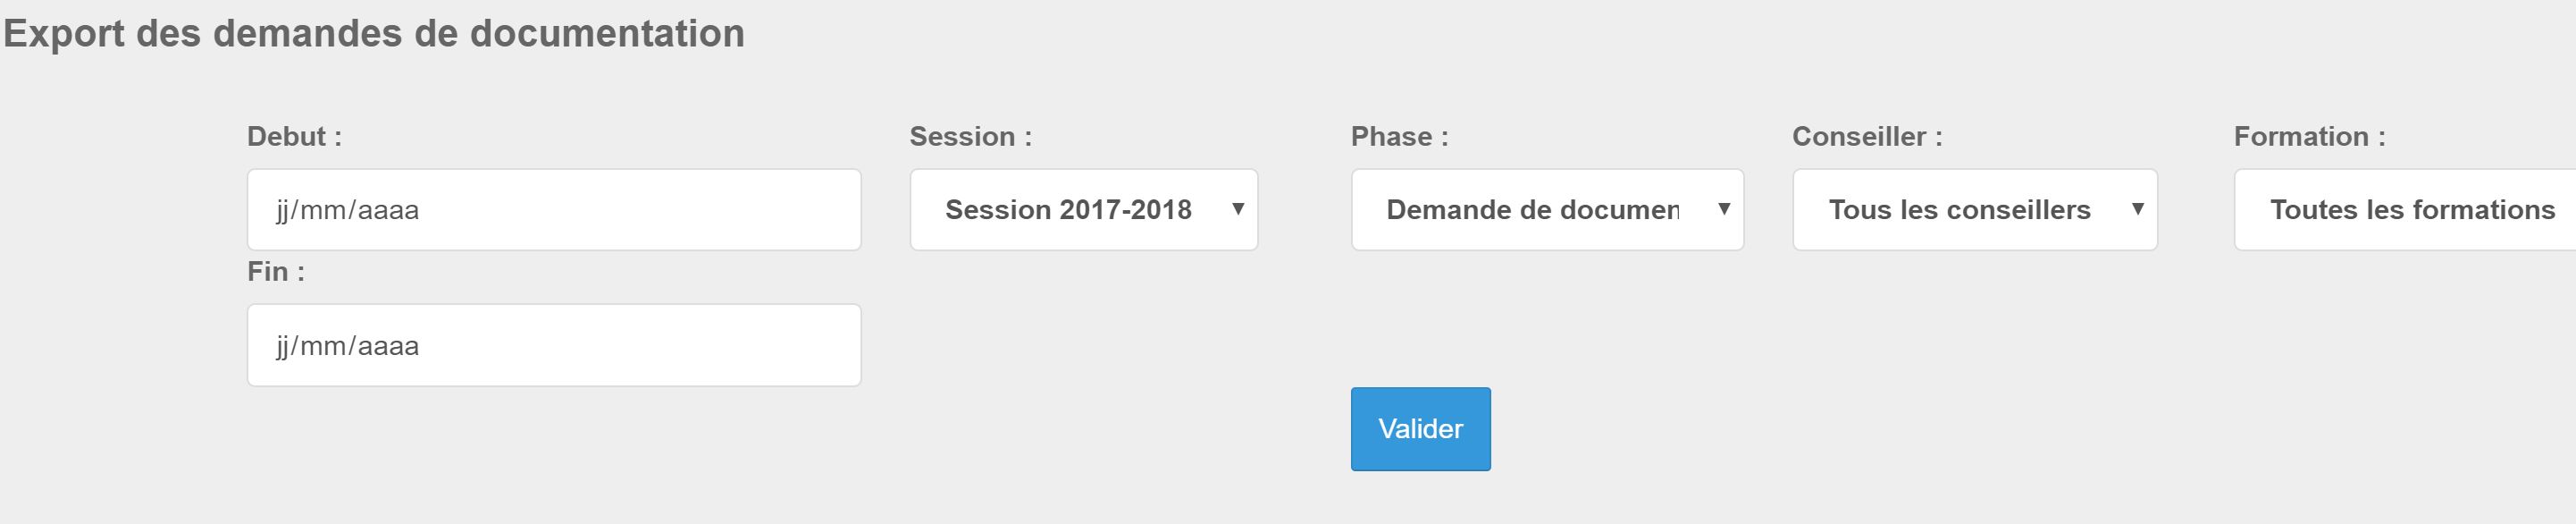 Export des demandes de documentation
Debut :
Session :
Phase :
Conseiller :
Formation :
jj/mm/aaaa
Session 2017-2018
Demande de documen
Tous les conseillers
Toutes les formations
Fin :
jj/mm/aaaa
Valider